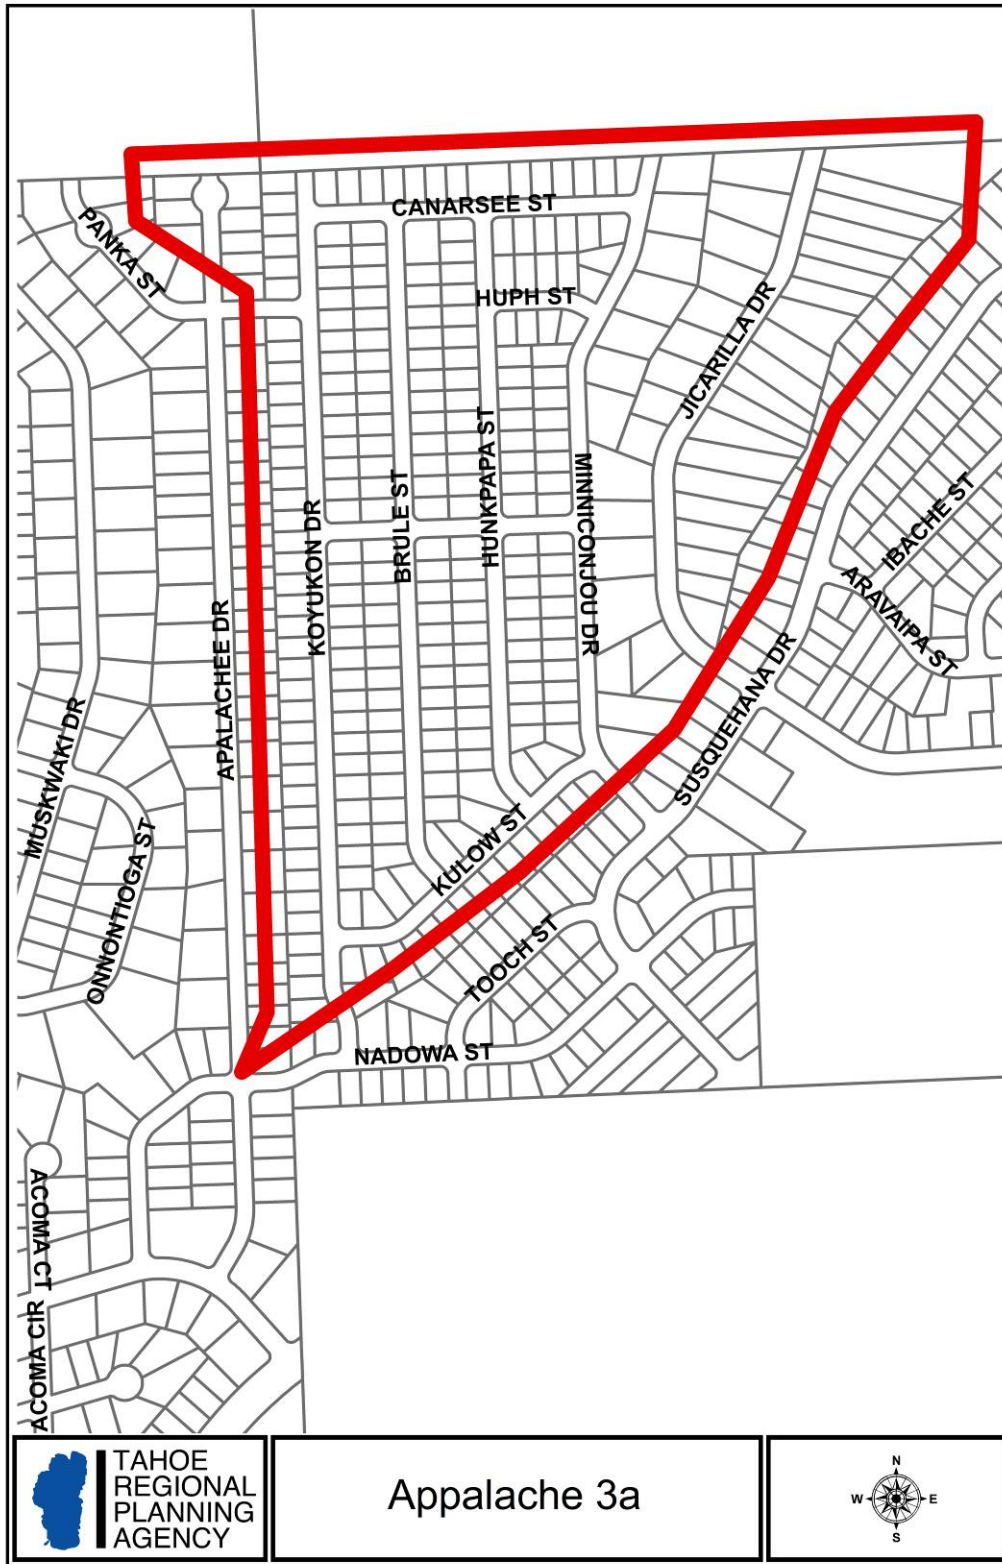 CANARSEE ST
PANKA ST
HUPH ST
JICARILLA DR
HUNKPAPA ST
MINNICONJOU DR
BRULE ST
KOYUKON DR
IBACHE ST
ARAVAIPA ST
APALACHEE DR
SUSQUEHANA DR
MUSKWAKI DR
ONNONTIOGA ST
KULOW ST
TOOCH ST
NADOWA ST
ACOMA CT
ACOMA CIR
TAHOE
REGIONAL
PLANNING
AGENCY
Appalache 3a
N
W E
S